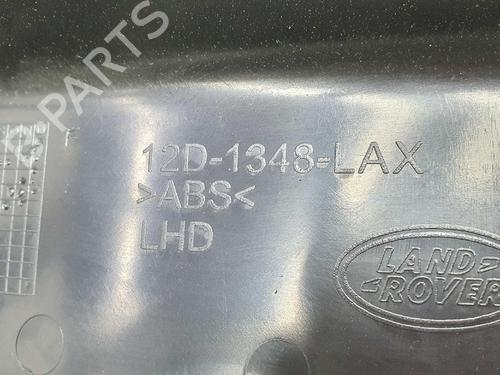 B-PARTS
12D-1348-LAX
>ABS<
LHD
LAND
ROVER